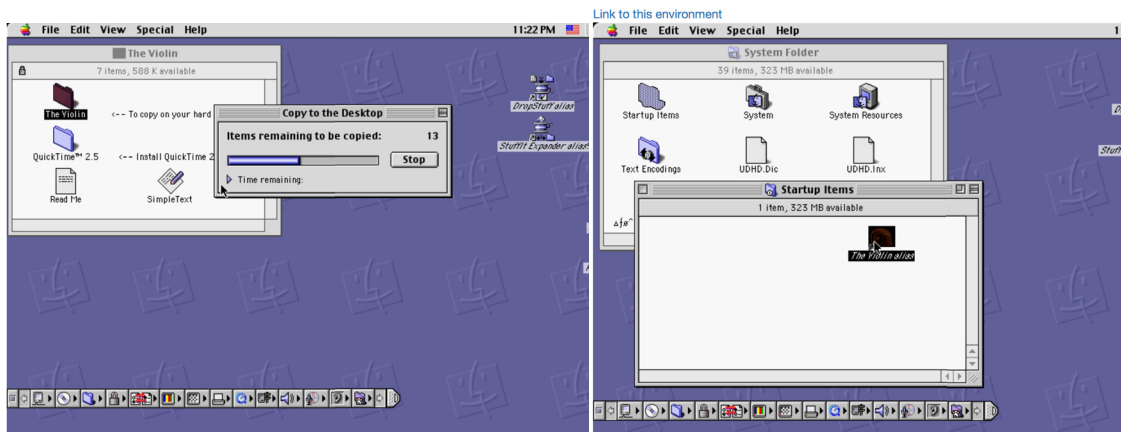 Link to this environment
File Edit View Special Help
11:22 PM
The Violin
7 items, 588 K available
The Violin
<-- To copy on your hard
QuickTime™ 2.5
<-- Install QuickTime 2
Read Me
SimpleText
Copy to the Desktop
Items remaining to be copied: 13
Stop
Time remaining:
DropStuff alias
StuffIt Expander alias
File Edit View Special Help
1
System Folder
39 items, 323 MB available
Startup Items
System
System Resources
Text Encodings
UDHD.Dic
UDHD.Inx
Startup Items
1 item, 323 MB available
The Violin alias
D
Stuff